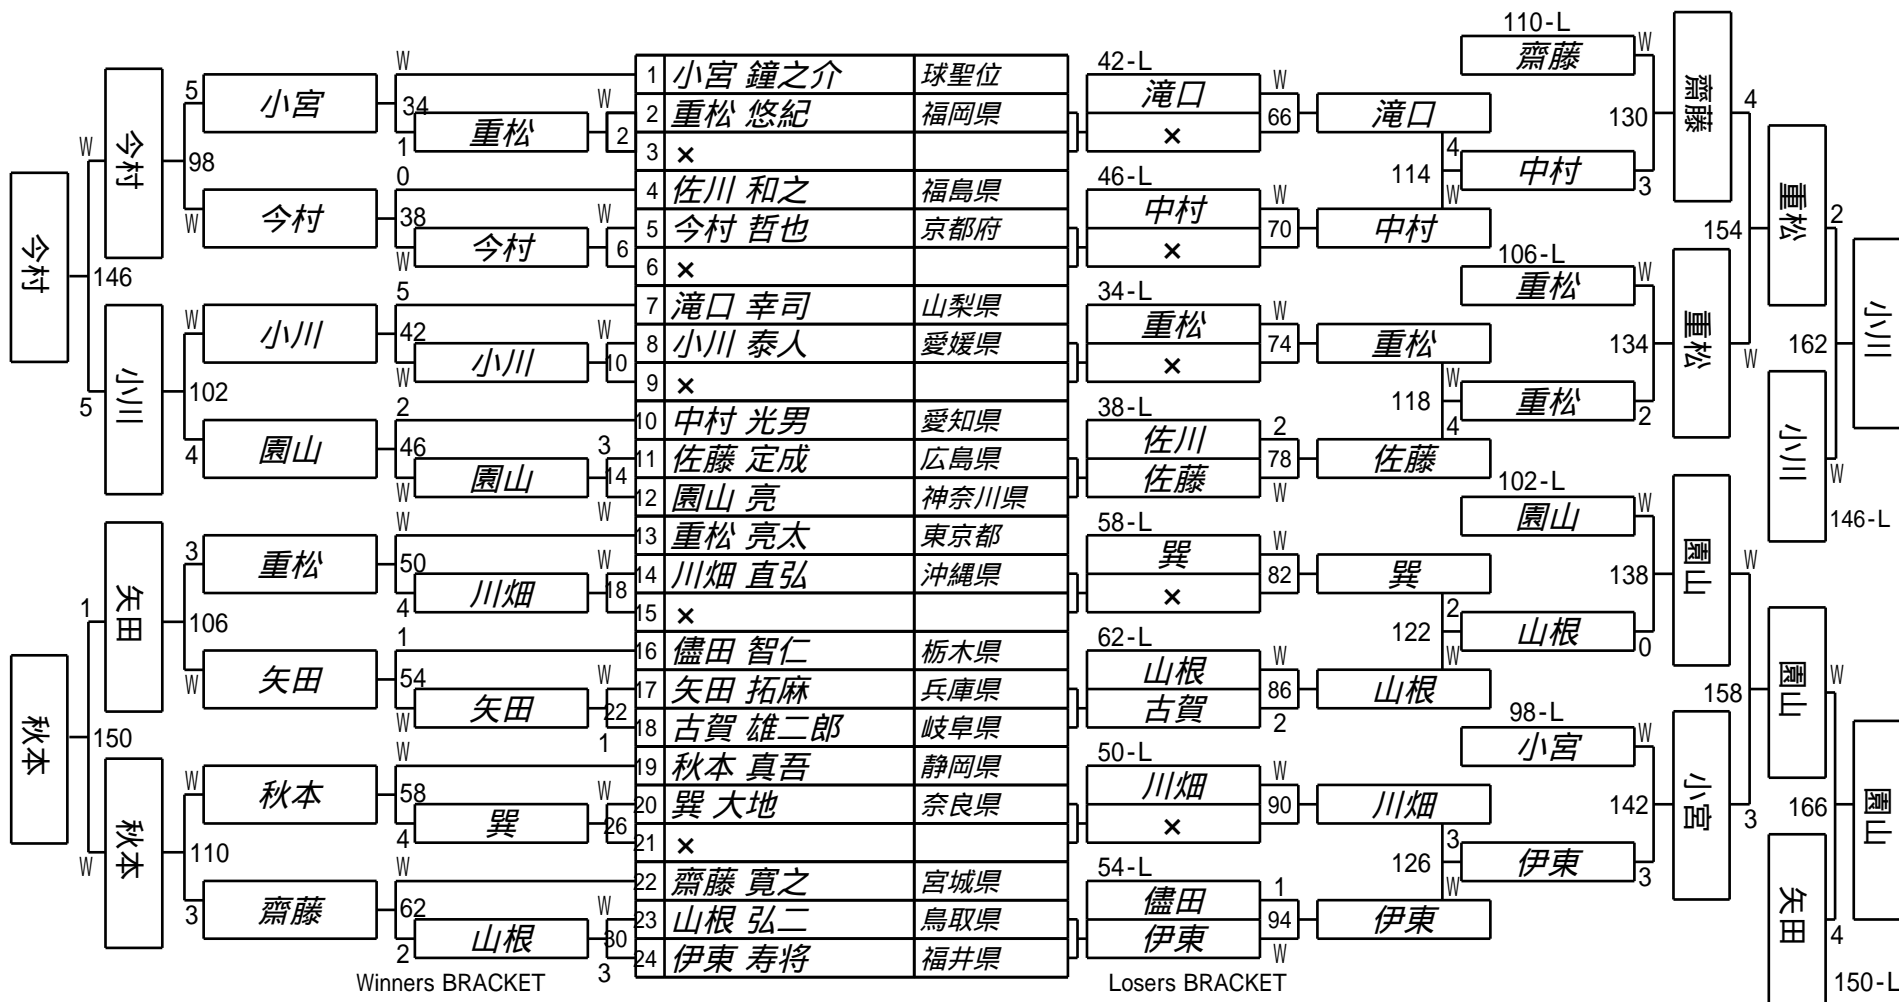 Winners BRACKET
今村
W
146
5
今村
小川
5
98
W
W
102
4
小宮
今村
小川
園山
W
34
1
0
38
W
5
42
W
2
46
W
重松
今村
小川
園山
W
2
W
6
W
10
3
14
W
秋本
1
150
W
矢田
秋本
3
106
W
W
110
3
重松
矢田
秋本
齋藤
W
50
4
1
54
W
W
58
4
W
62
2
川畑
矢田
巽
山根
W
18
W
22
1
W
26
W
30
3
1 小宮 鐘之介 球聖位
2 重松 悠紀 福岡県
3 ×
4 佐川 和之 福島県
5 今村 哲也 京都府
6 ×
7 滝口 幸司 山梨県
8 小川 泰人 愛媛県
9 ×
10 中村 光男 愛知県
11 佐藤 定成 広島県
12 園山 亮 神奈川県
13 重松 亮太 東京都
14 川畑 直弘 沖縄県
15 ×
16 儘田 智仁 栃木県
17 矢田 拓麻 兵庫県
18 古賀 雄二郎 岐阜県
19 秋本 真吾 静岡県
20 巽 大地 奈良県
21 ×
22 齋藤 寛之 宮城県
23 山根 弘二 鳥取県
24 伊東 寿将 福井県
Losers BRACKET
42-L
滝口
×
W
66
46-L
中村
×
W
70
34-L
重松
×
W
74
38-L
佐川
佐藤
2
78
W
58-L
巽
×
W
82
62-L
山根
古賀
W
86
2
50-L
川畑
×
W
90
54-L
儘田
伊東
1
94
W
滝口
4
114
W
中村
重松
W
118
4
佐藤
巽
2
122
W
山根
川畑
3
126
W
伊東
110-L
齋藤
W
130
中村
3
106-L
重松
W
134
重松
2
102-L
園山
W
138
山根
0
98-L
小宮
W
142
伊東
3
齋藤
4
154
重松
W
園山
W
158
小宮
3
重松
2
162
小川
W
146-L
園山
W
166
矢田
4
150-L
小川
園山